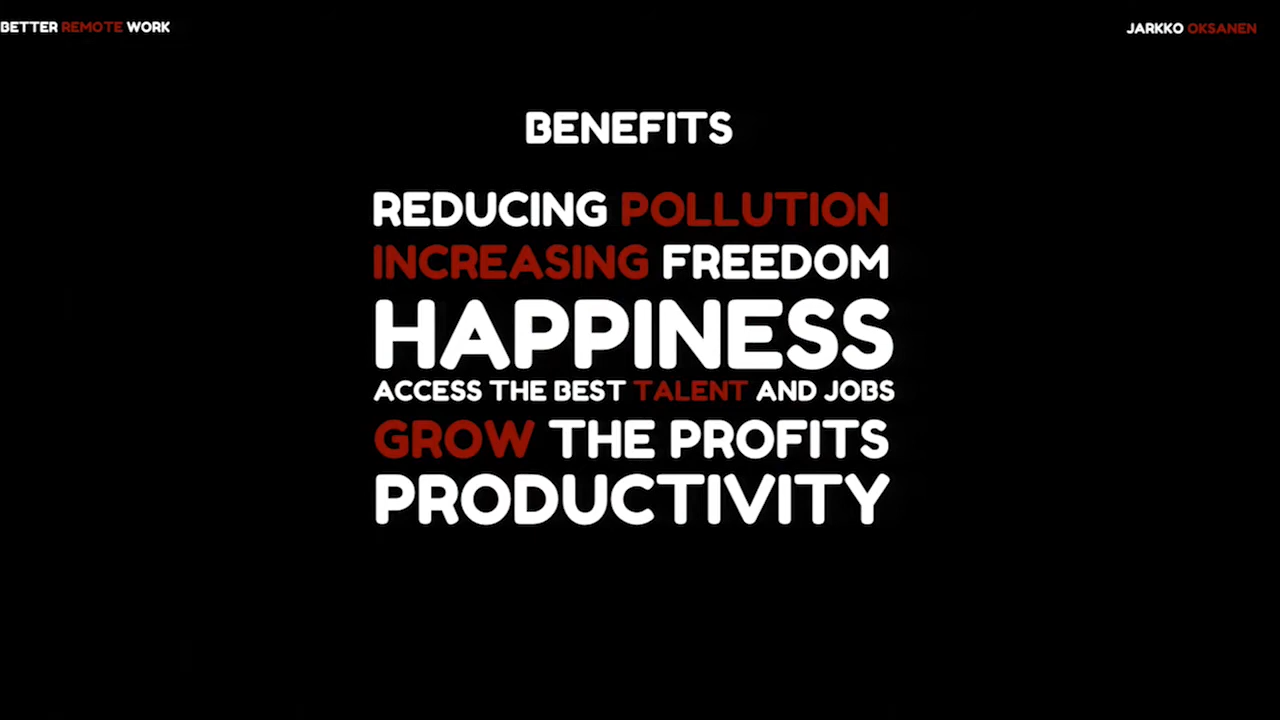 BETTER REMOTE WORK
JARKKO OKSANEN
BENEFITS
REDUCING POLLUTION
INCREASING FREEDOM
HAPPINESS
ACCESS THE BEST TALENT AND JOBS
GROW THE PROFITS
PRODUCTIVITY